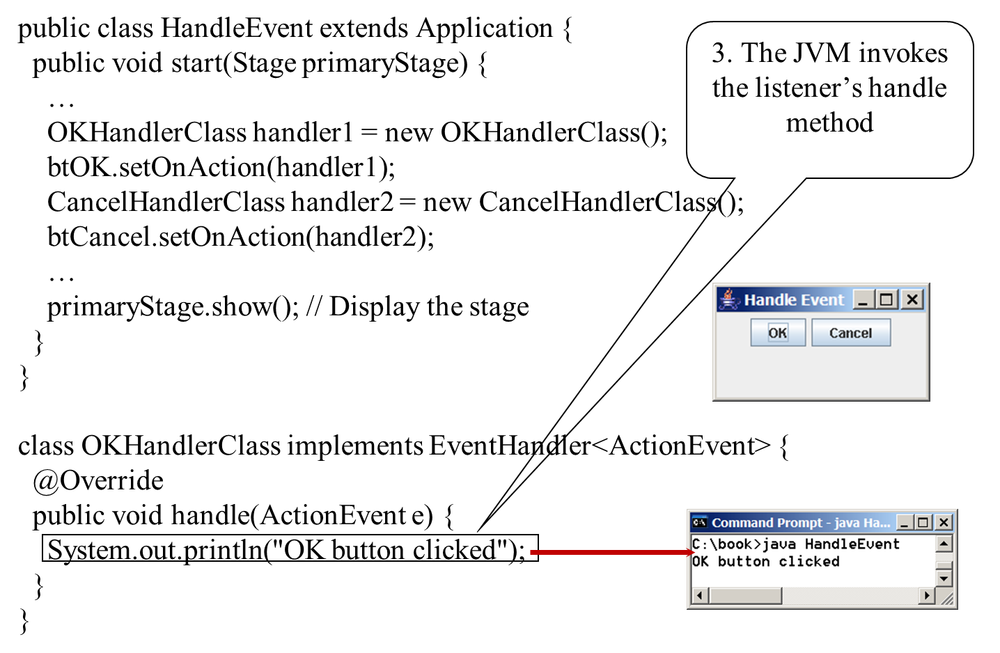 public class HandleEvent extends Application {
public void start(Stage primaryStage) {
…
OKHandlerClass handler1 = new OKHandlerClass();
btOK.setOnAction(handler1);
CancelHandlerClass handler2 = new CancelHandlerClass();
btCancel.setOnAction(handler2);
…
primaryStage.show(); // Display the stage
}
}
class OKHandlerClass implements EventHandler<ActionEvent> {
@Override
public void handle(ActionEvent e) {
System.out.println("OK button clicked");
}
}
3. The JVM invokes
the listener’s handle
method
Handle Event
OK Cancel
Command Prompt - java Ha...
C:\book>java HandleEvent
OK button clicked